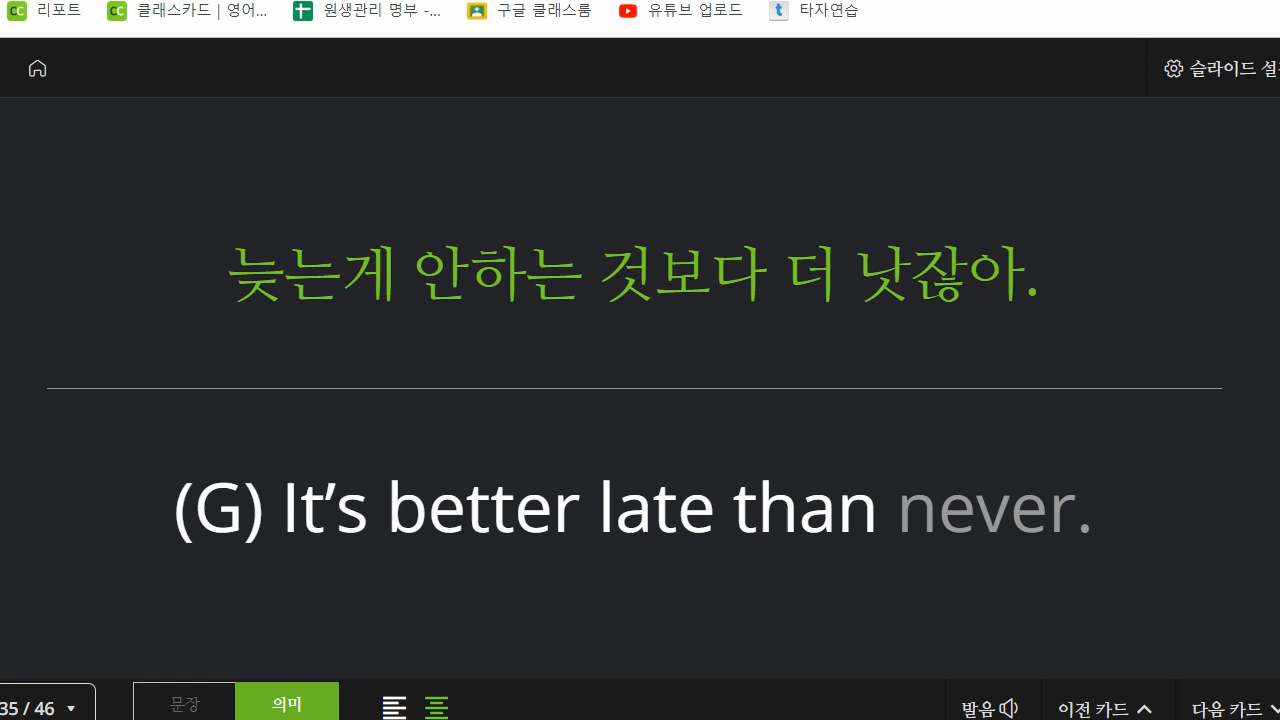 리포트 클래스카드 | 영어... 원생관리 명부 -... 구글 클래스룸 유튜브 업로드 타자연습
슬라이드
늦는게 안하는 것보다 더 낫잖아.
(G) It’s better late than never.
35 / 46 문장 의미 발음 이전 카드 다음 카드